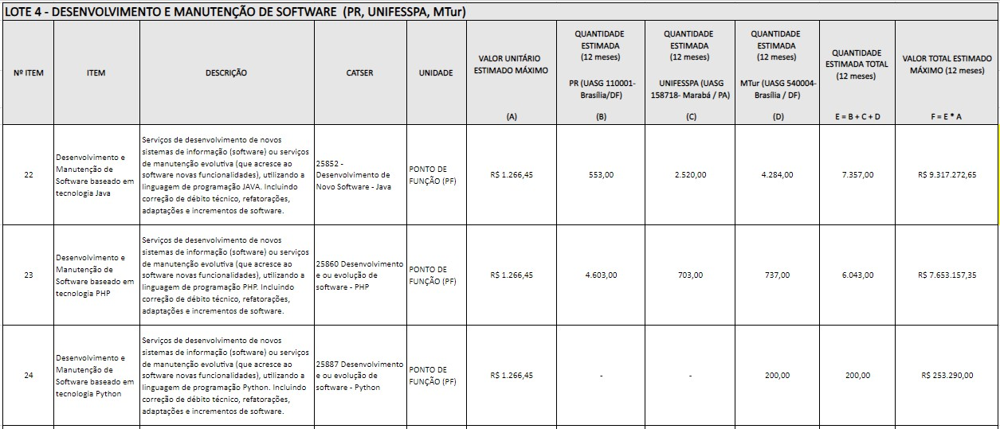 LOTE 4 - DESENVOLVIMENTO E MANUTENÇÃO DE SOFTWARE (PR, UNIFESSPA, MTur)
Nº ITEM
ITEM
DESCRIÇÃO
CATSER
UNIDADE
VALOR UNITÁRIO
ESTIMADO MÁXIMO
(A)
QUANTIDADE
ESTIMADA
(12 meses)
PR (UASG 110001-
Brasília/DF)
(B)
QUANTIDADE
ESTIMADA
(12 meses)
UNIFESSPA (UASG
158718- Marabá / PA)
(C)
QUANTIDADE
ESTIMADA
(12 meses)
MTur (UASG 540004-
Brasília / DF)
(D)
QUANTIDADE
ESTIMADA TOTAL
(12 meses)
E = B + C + D
VALOR TOTAL ESTIMADO
MÁXIMO (12 meses)
F = E * A
22
Desenvolvimento e
Manutenção de
Software baseado em
tecnologia Java
Serviços de desenvolvimento de novos
sistemas de informação (software) ou serviços
de manutenção evolutiva (que acresce ao
software novas funcionalidades), utilizando a
linguagem de programação JAVA. Incluindo
correção de débito técnico, refatorações,
adaptações e incrementos de software.
25852 -
Desenvolvimento de
Novo Software - Java
PONTO DE
FUNÇÃO (PF)
R$ 1.266,45
553,00
2.520,00
4.284,00
7.357,00
R$ 9.317.272,65
23
Desenvolvimento e
Manutenção de
Software baseado em
tecnologia PHP
Serviços de desenvolvimento de novos
sistemas de informação (software) ou serviços
de manutenção evolutiva (que acresce ao
software novas funcionalidades), utilizando a
linguagem de programação PHP. Incluindo
correção de débito técnico, refatorações,
adaptações e incrementos de software.
25860 Desenvolvimento
e ou evolução de
software - PHP
PONTO DE
FUNÇÃO (PF)
R$ 1.266,45
4.603,00
703,00
737,00
6.043,00
R$ 7.653.157,35
24
Desenvolvimento e
Manutenção de
Software baseado em
tecnologia Python
Serviços de desenvolvimento de novos
sistemas de informação (software) ou serviços
de manutenção evolutiva (que acresce ao
software novas funcionalidades), utilizando a
linguagem de programação Python. Incluindo
correção de débito técnico, refatorações,
adaptações e incrementos de software.
25887 Desenvolvimento
e ou evolução de
software - Python
PONTO DE
FUNÇÃO (PF)
R$ 1.266,45
-
-
200,00
200,00
R$ 253.290,00